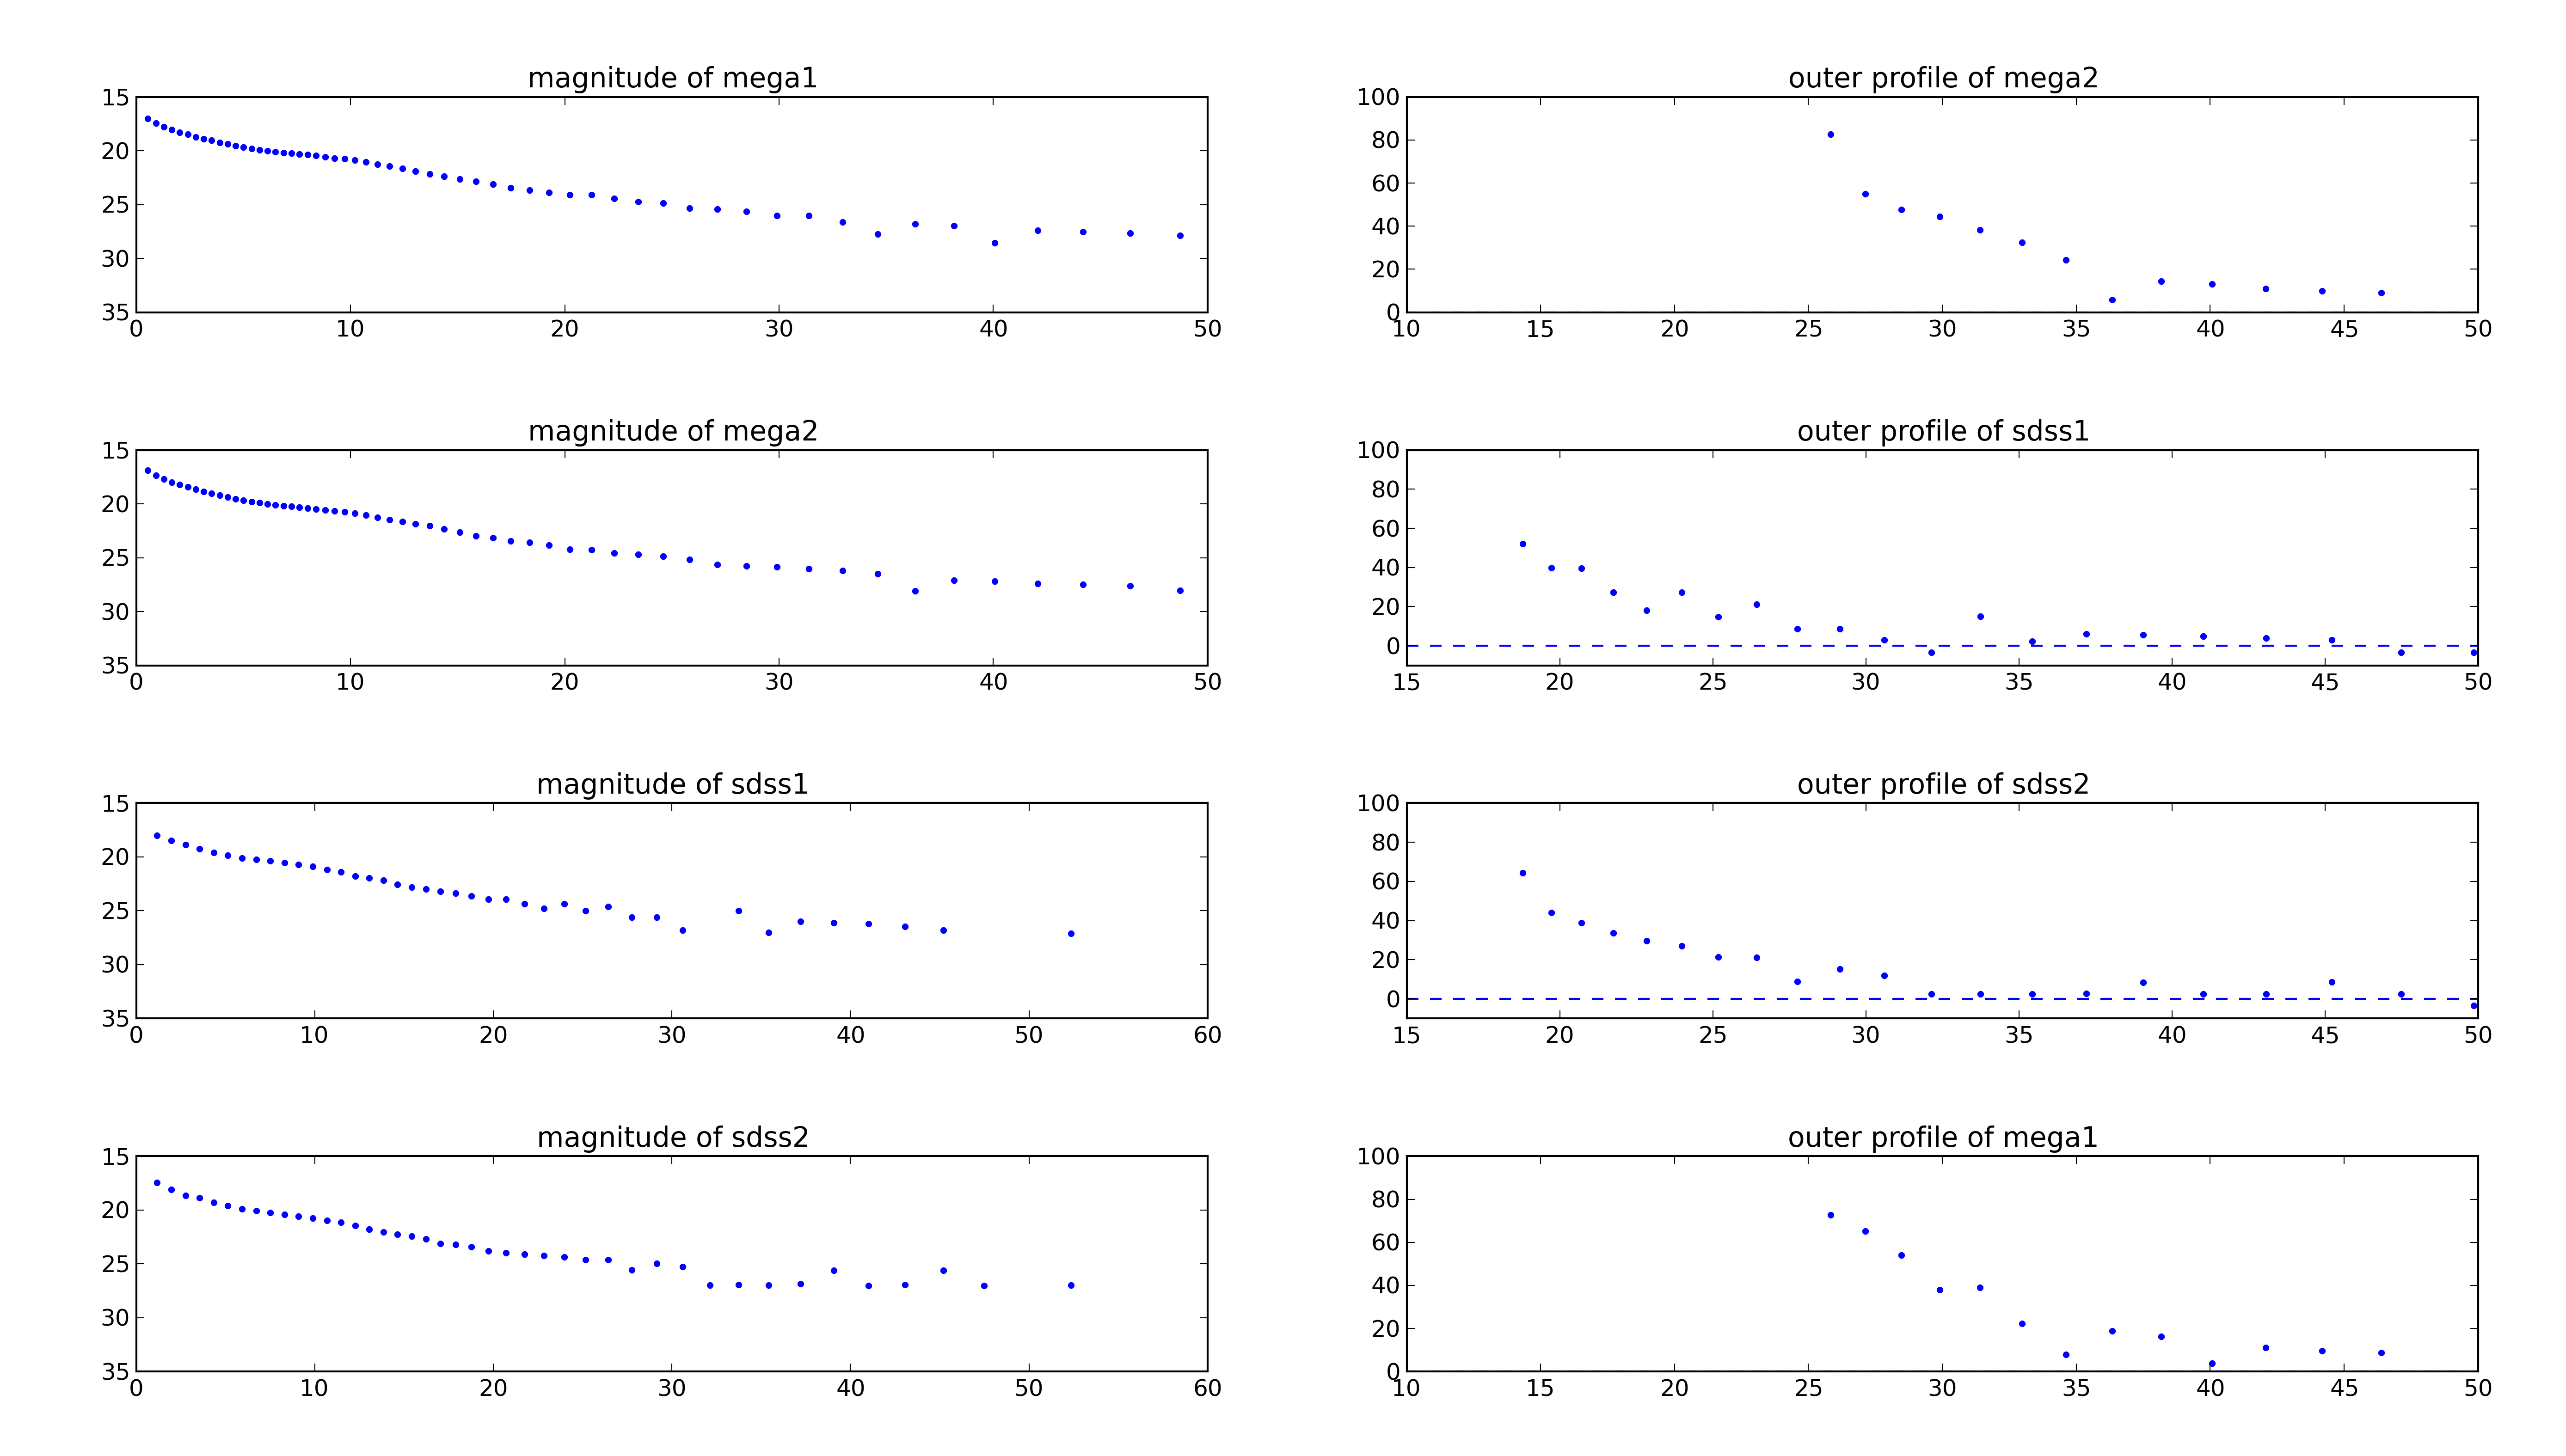 magnitude of mega1
15
20
25
30
35
0 10 20 30 40 50
outer profile of mega2
100
80
60
40
20
0
10 15 20 25 30 35 40 45 50
magnitude of mega2
15
20
25
30
35
0 10 20 30 40 50
outer profile of sdss1
100
80
60
40
20
0
15 20 25 30 35 40 45 50
magnitude of sdss1
15
20
25
30
35
0 10 20 30 40 50 60
outer profile of sdss2
100
80
60
40
20
0
15 20 25 30 35 40 45 50
magnitude of sdss2
15
20
25
30
35
0 10 20 30 40 50 60
outer profile of mega1
100
80
60
40
20
0
10 15 20 25 30 35 40 45 50